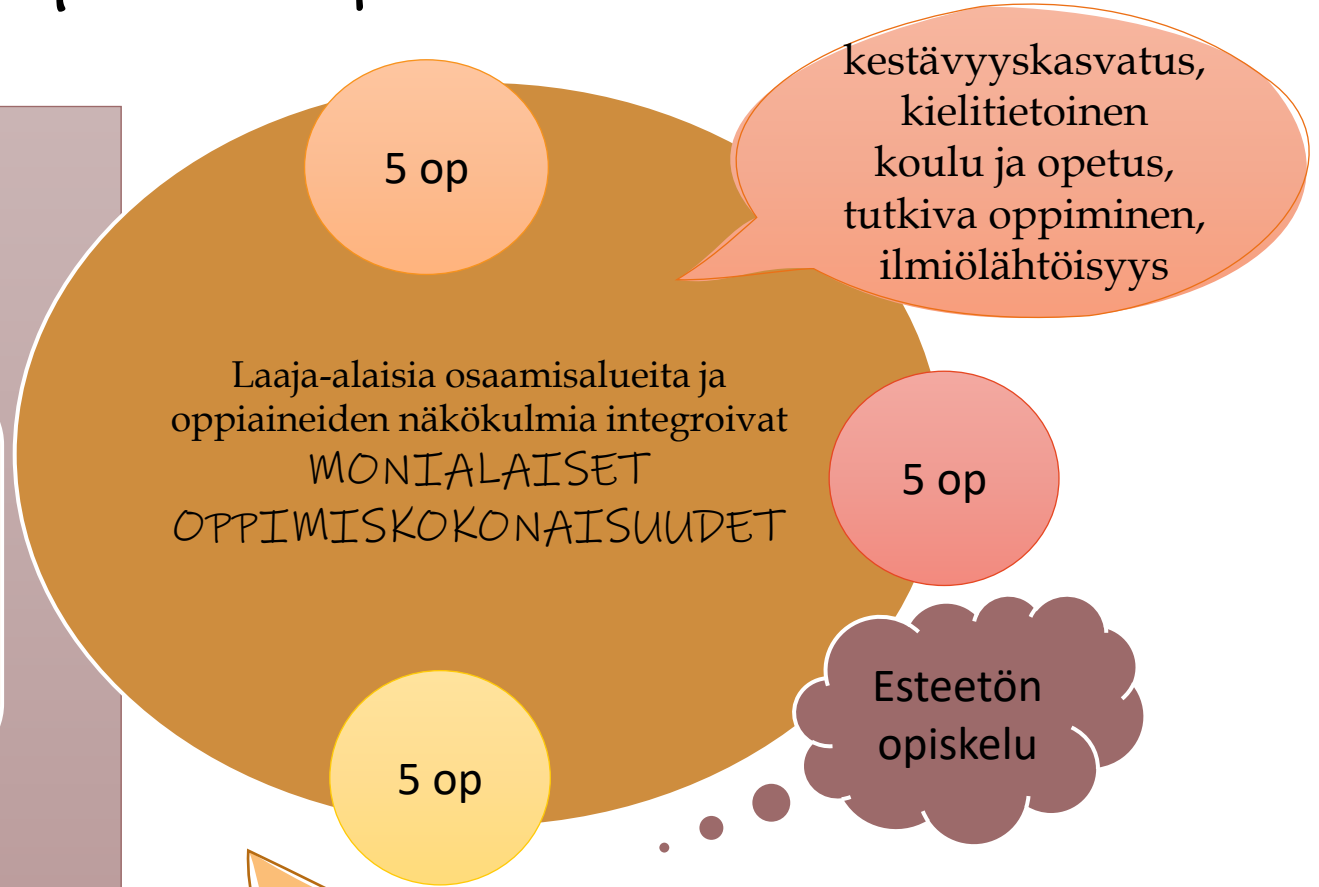 5 op
kestävyyskasvatus,
kielitietoinen
koulu ja opetus,
tutkiva oppiminen,
ilmiölähtöisyys
Laaja-alaisia osaamisalueita ja
oppiaineiden näkökulmia integroivat
MONIALAISET
OPPIMISKOKONAISUUDET
5 op
Esteetön
opiskelu
5 op